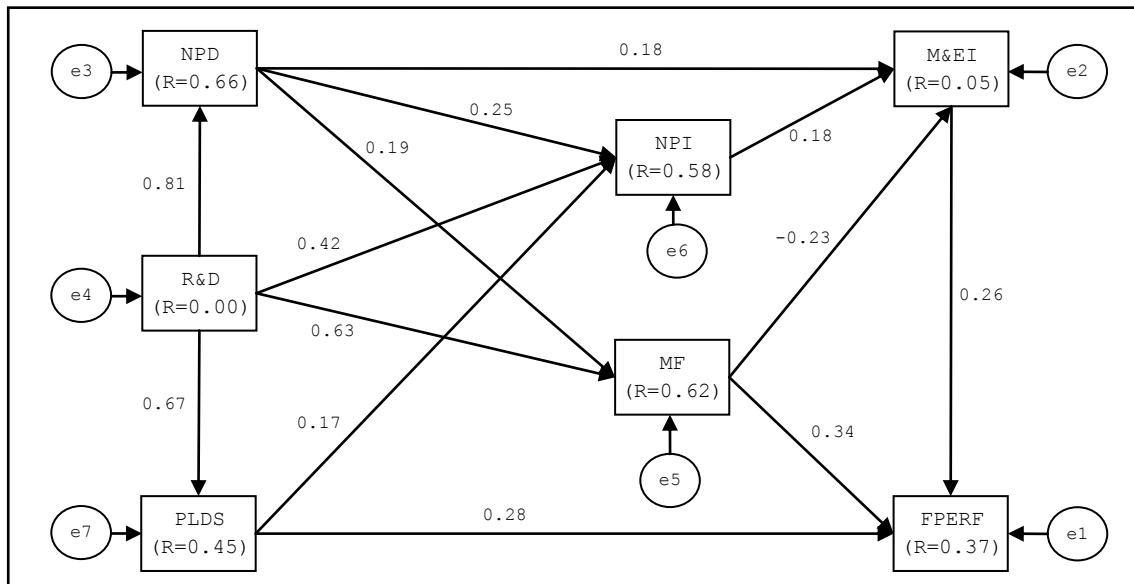 NPD
(R=0.66)
e3
0.18
M&EI
(R=0.05)
e2
0.25
0.19
NPI
(R=0.58)
0.18
0.81
0.42
e6
-0.23
R&D
(R=0.00)
e4
0.26
0.63
MF
(R=0.62)
0.67
0.17
0.34
e5
PLDS
(R=0.45)
e7
0.28
FPERF
(R=0.37)
e1